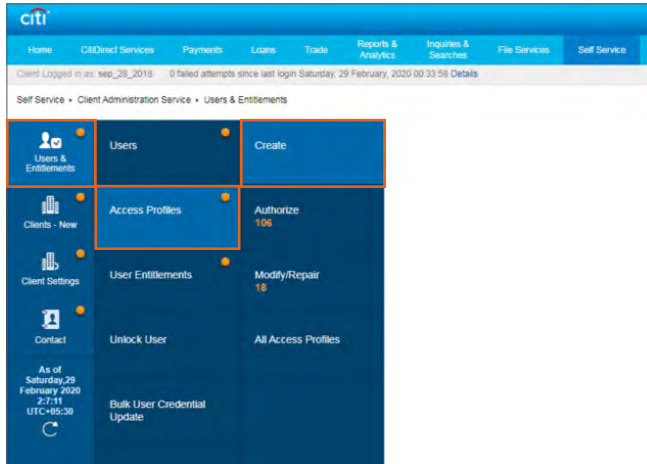 citi
Home CitiDirect Services Payments Loans Trade Reports & Analytics Inquiries & Searches File Services Self Service
Client Logged in as: sep_28_2018 0 failed attempts since last login Saturday, 29 February, 2020 00:33:58 Details
Self Service ▸ Client Administration Service ▸ Users & Entitlements
Users & Entitlements
Users
Create
Clients - New
Access Profiles
Authorize
106
Client Settings
User Entitlements
Modify/Repair
18
Contact
Unlock User
All Access Profiles
As of
Saturday,29
February 2020
2:7:11
UTC+05:30
Bulk User Credential
Update